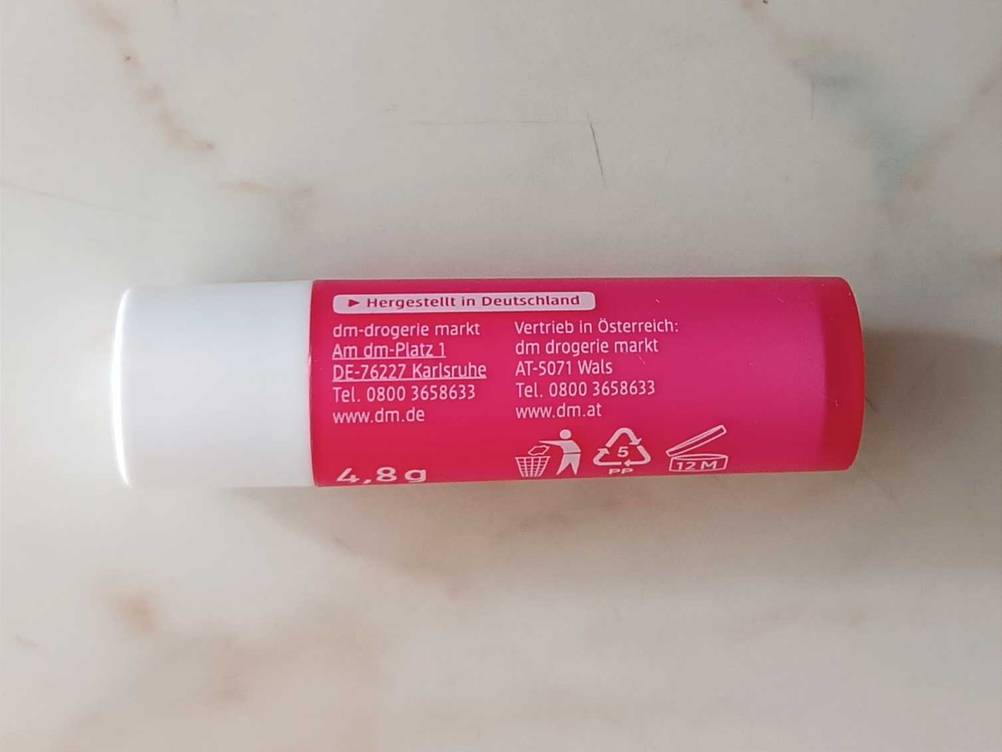 ► Hergestellt in Deutschland
dm-drogerie markt
Am dm-Platz 1
DE-76227 Karlsruhe
Tel. 0800 3658633
www.dm.de
Vertrieb in Österreich:
dm drogerie markt
AT-5071 Wals
Tel. 0800 3658633
www.dm.at
4,8 g
5
PP
12 M